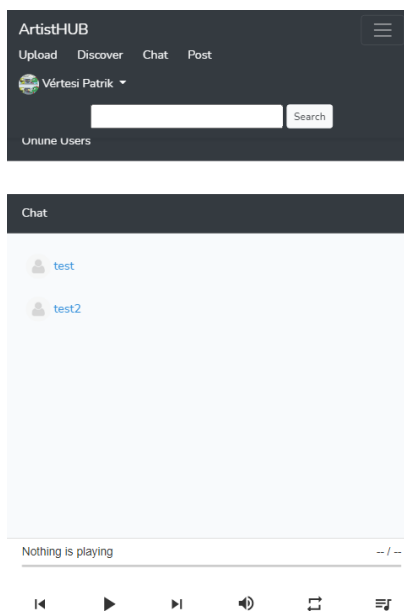 ArtistHUB
Upload Discover Chat Post
Vértesi Patrik
Search
Online Users
Chat
test
test2
Nothing is playing -- / --